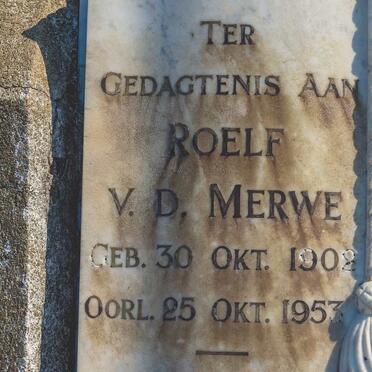 TER
GEDAGTENIS AAN
ROELF
V. D. MERWE
GEB. 30 OKT. 1902
OORL. 25 OKT. 1953